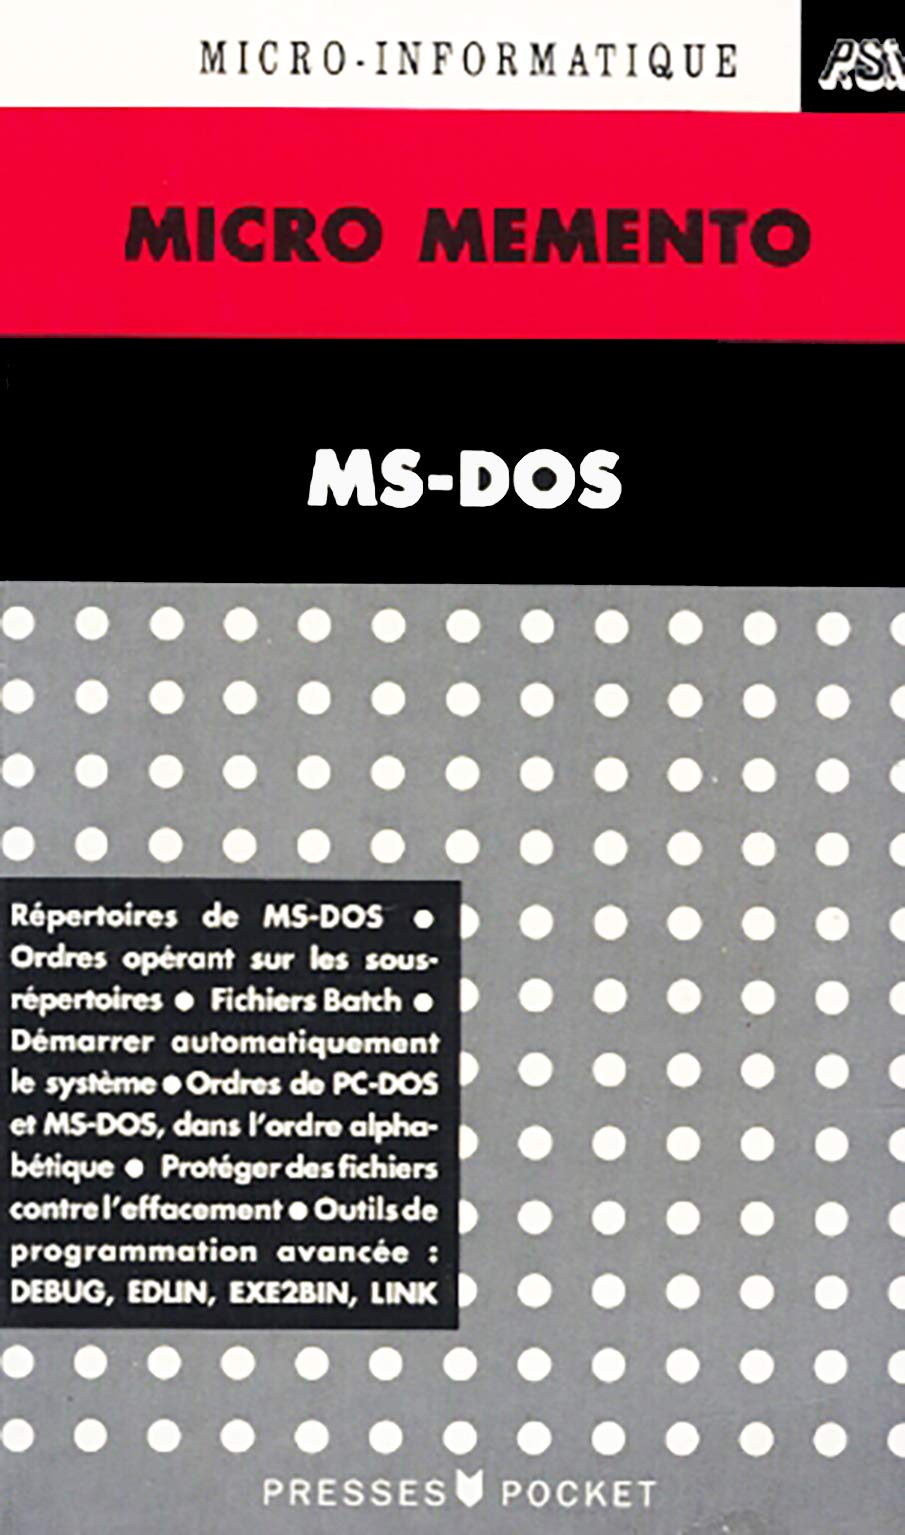 MICRO-INFORMATIQUE
MICRO MEMENTO
MS-DOS
Répertoires de MS-DOS ●
Ordres opérant sur les sous-
répertoires ● Fichiers Batch ●
Démarrer automatiquement
le système ● Ordres de PC-DOS
et MS-DOS, dans l'ordre alpha-
bétique ● Protéger des fichiers
contre l'effacement ● Outils de
programmation avancée :
DEBUG, EDLIN, EXE2BIN, LINK
PRESSES POCKET